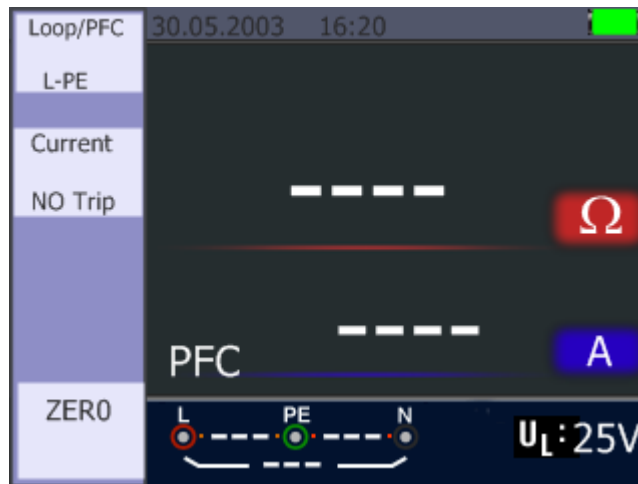 Loop/PFC
L-PE
Current
NO Trip
ZERO
30.05.2003 16:20
---- Ω
PFC ---- A
L PE N
--- ---
---
UL:25V